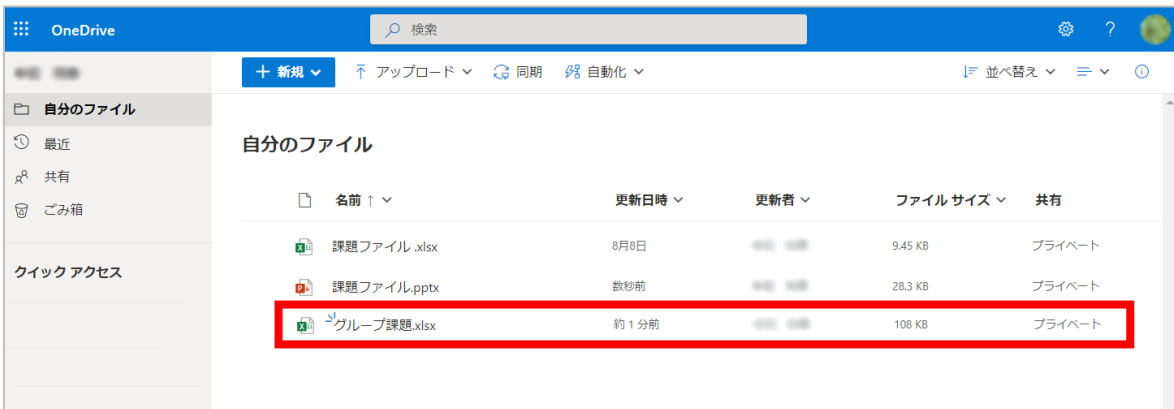 OneDrive 検索 ?
+ 新規 アップロード 同期 自動化 並べ替え
自分のファイル
最近
共有
ごみ箱
クイック アクセス
自分のファイル
名前 ↑ 更新日時 更新者 ファイル サイズ 共有
課題ファイル .xlsx 8月8日 9.45 KB プライベート
課題ファイル.pptx 数秒前 28.3 KB プライベート
グループ課題.xlsx 約 1 分前 108 KB プライベート